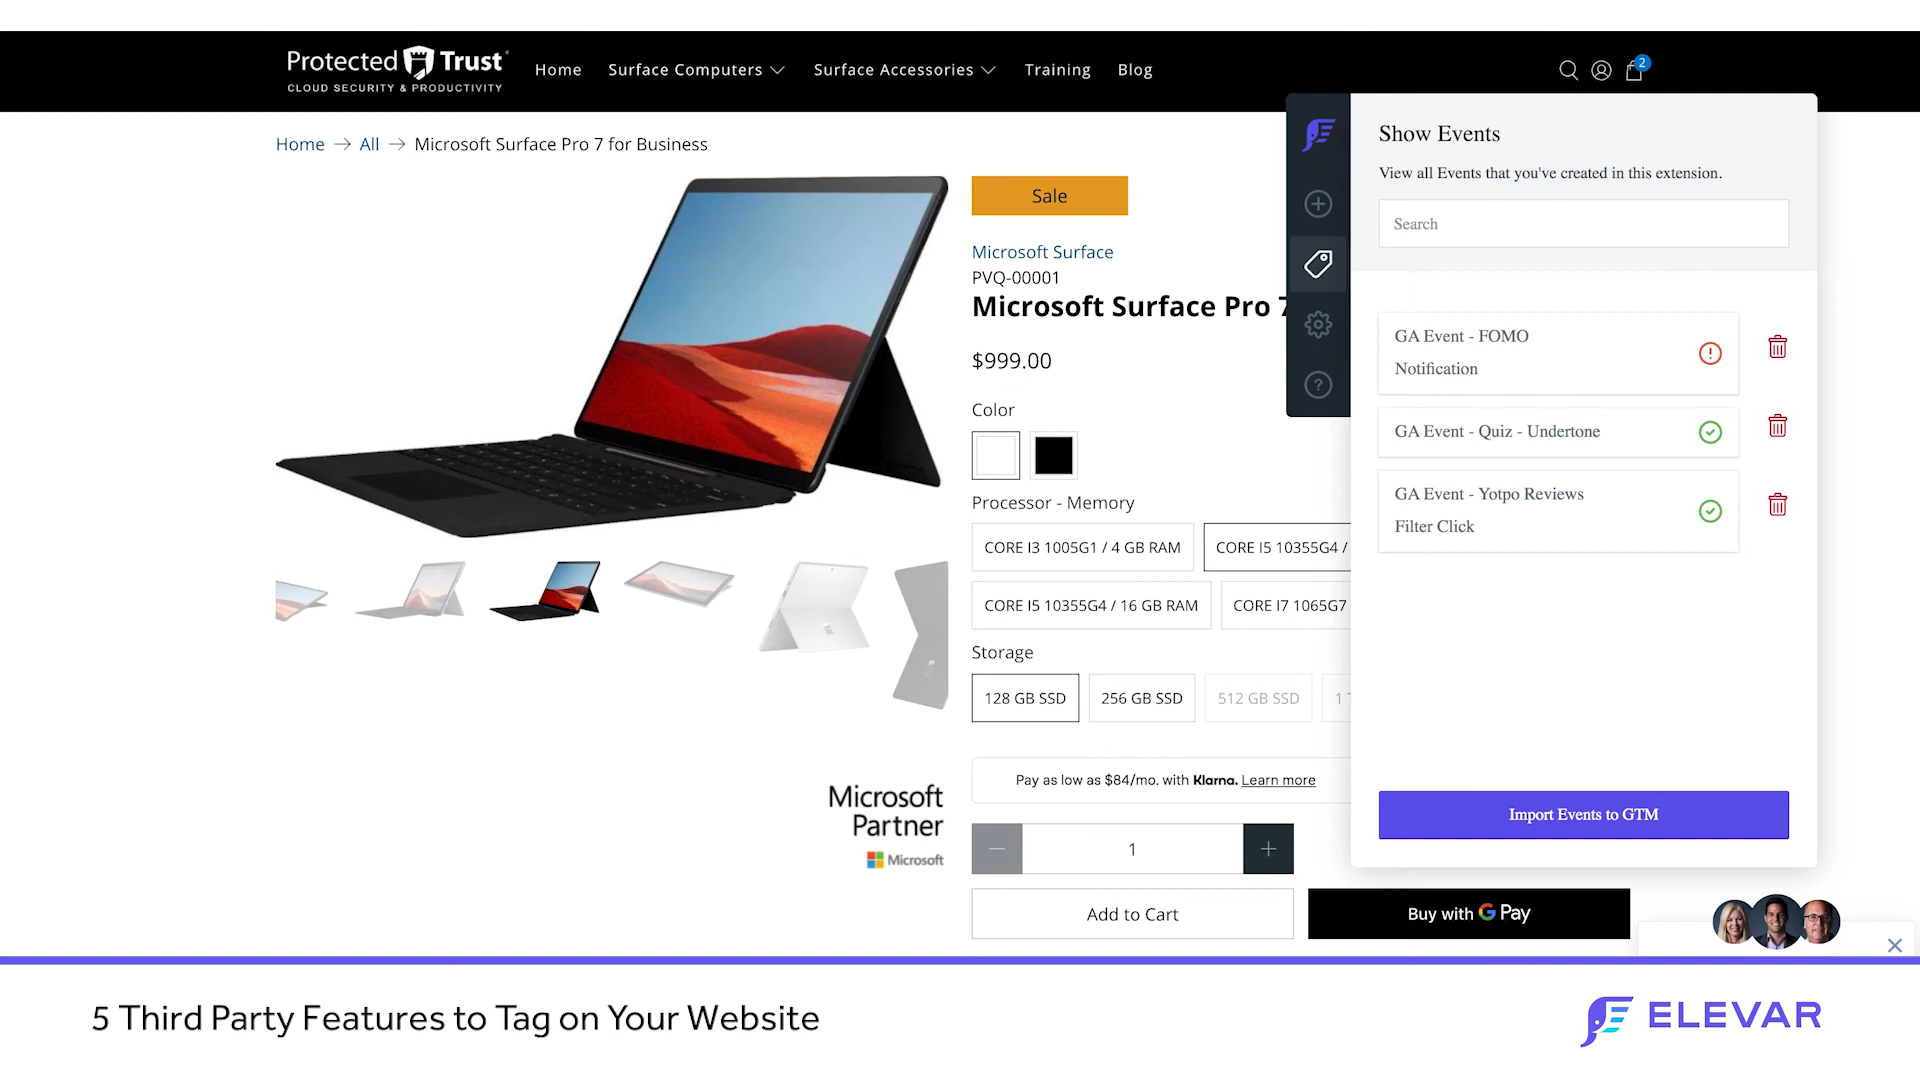 Protected Trust
CLOUD SECURITY & PRODUCTIVITY
Home
Surface Computers
Surface Accessories
Training
Blog
2
Home → All → Microsoft Surface Pro 7 for Business
Sale
Microsoft Surface
PVQ-00001
Microsoft Surface Pro 7
$999.00
Color
Processor - Memory
CORE I3 1005G1 / 4 GB RAM
CORE I5 10355G4 /
CORE I5 10355G4 / 16 GB RAM
CORE I7 1065G7
Storage
128 GB SSD
256 GB SSD
512 GB SSD
1
Pay as low as $84/mo. with Klarna. Learn more
1
Add to Cart
Buy with G Pay
Microsoft
Partner
Microsoft
Show Events
View all Events that you've created in this extension.
Search
GA Event - FOMO
Notification
GA Event - Quiz - Undertone
GA Event - Yotpo Reviews
Filter Click
Import Events to GTM
5 Third Party Features to Tag on Your Website
ELEVAR